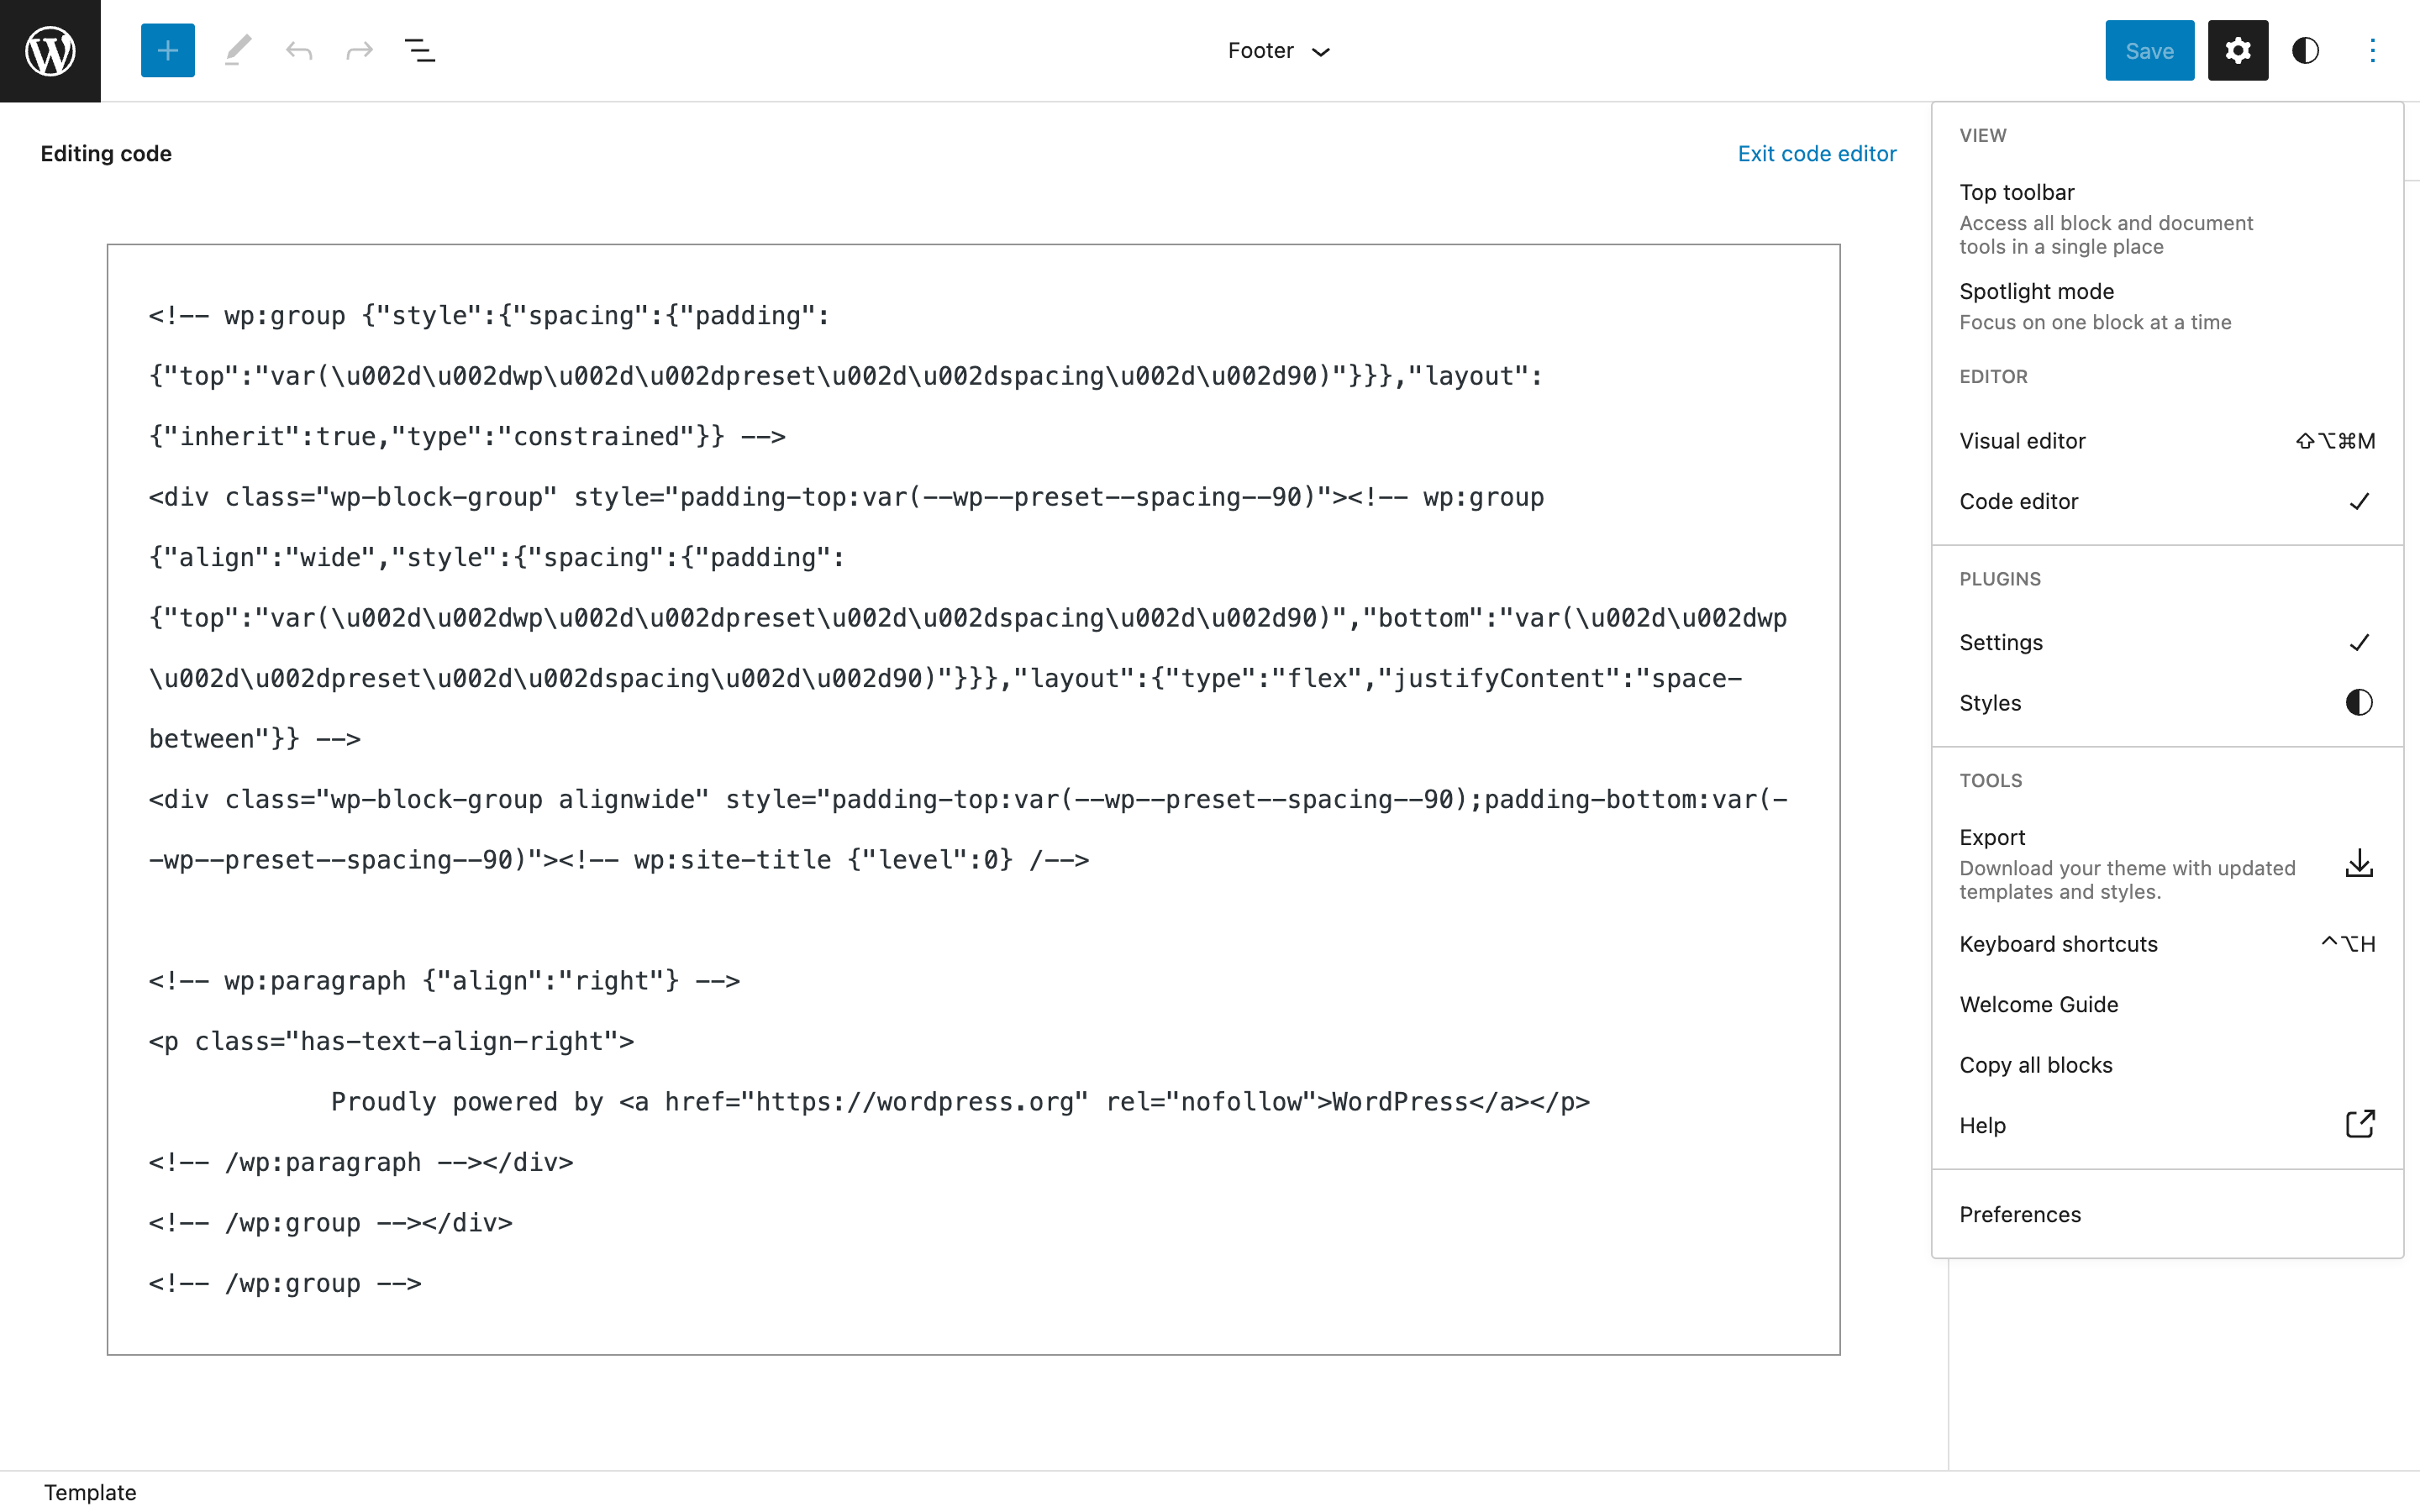 Footer
Save
Editing code
Exit code editor
<!-- wp:group {"style":{"spacing":{"padding":
{"top":"var(\u002d\u002dwp\u002d\u002dpreset\u002d\u002dspacing\u002d\u002d90)"}}},"layout":
{"inherit":true,"type":"constrained"}} -->
<div class="wp-block-group" style="padding-top:var(--wp--preset--spacing--90)"><!-- wp:group
{"align":"wide","style":{"spacing":{"padding":
{"top":"var(\u002d\u002dwp\u002d\u002dpreset\u002d\u002dspacing\u002d\u002d90)","bottom":"var(\u002d\u002dwp
\u002d\u002dpreset\u002d\u002dspacing\u002d\u002d90)"}}},"layout":{"type":"flex","justifyContent":"space-
between"}} -->
<div class="wp-block-group alignwide" style="padding-top:var(--wp--preset--spacing--90);padding-bottom:var(-
-wp--preset--spacing--90)"><!-- wp:site-title {"level":0} /-->
<!-- wp:paragraph {"align":"right"} -->
<p class="has-text-align-right">
Proudly powered by <a href="https://wordpress.org" rel="nofollow">WordPress</a></p>
<!-- /wp:paragraph --></div>
<!-- /wp:group --></div>
<!-- /wp:group -->
VIEW
Top toolbar
Access all block and document
tools in a single place
Spotlight mode
Focus on one block at a time
EDITOR
Visual editor ⇧⌥⌘M
Code editor
PLUGINS
Settings
Styles
TOOLS
Export
Download your theme with updated
templates and styles.
Keyboard shortcuts ⌃⌥H
Welcome Guide
Copy all blocks
Help
Preferences
Template